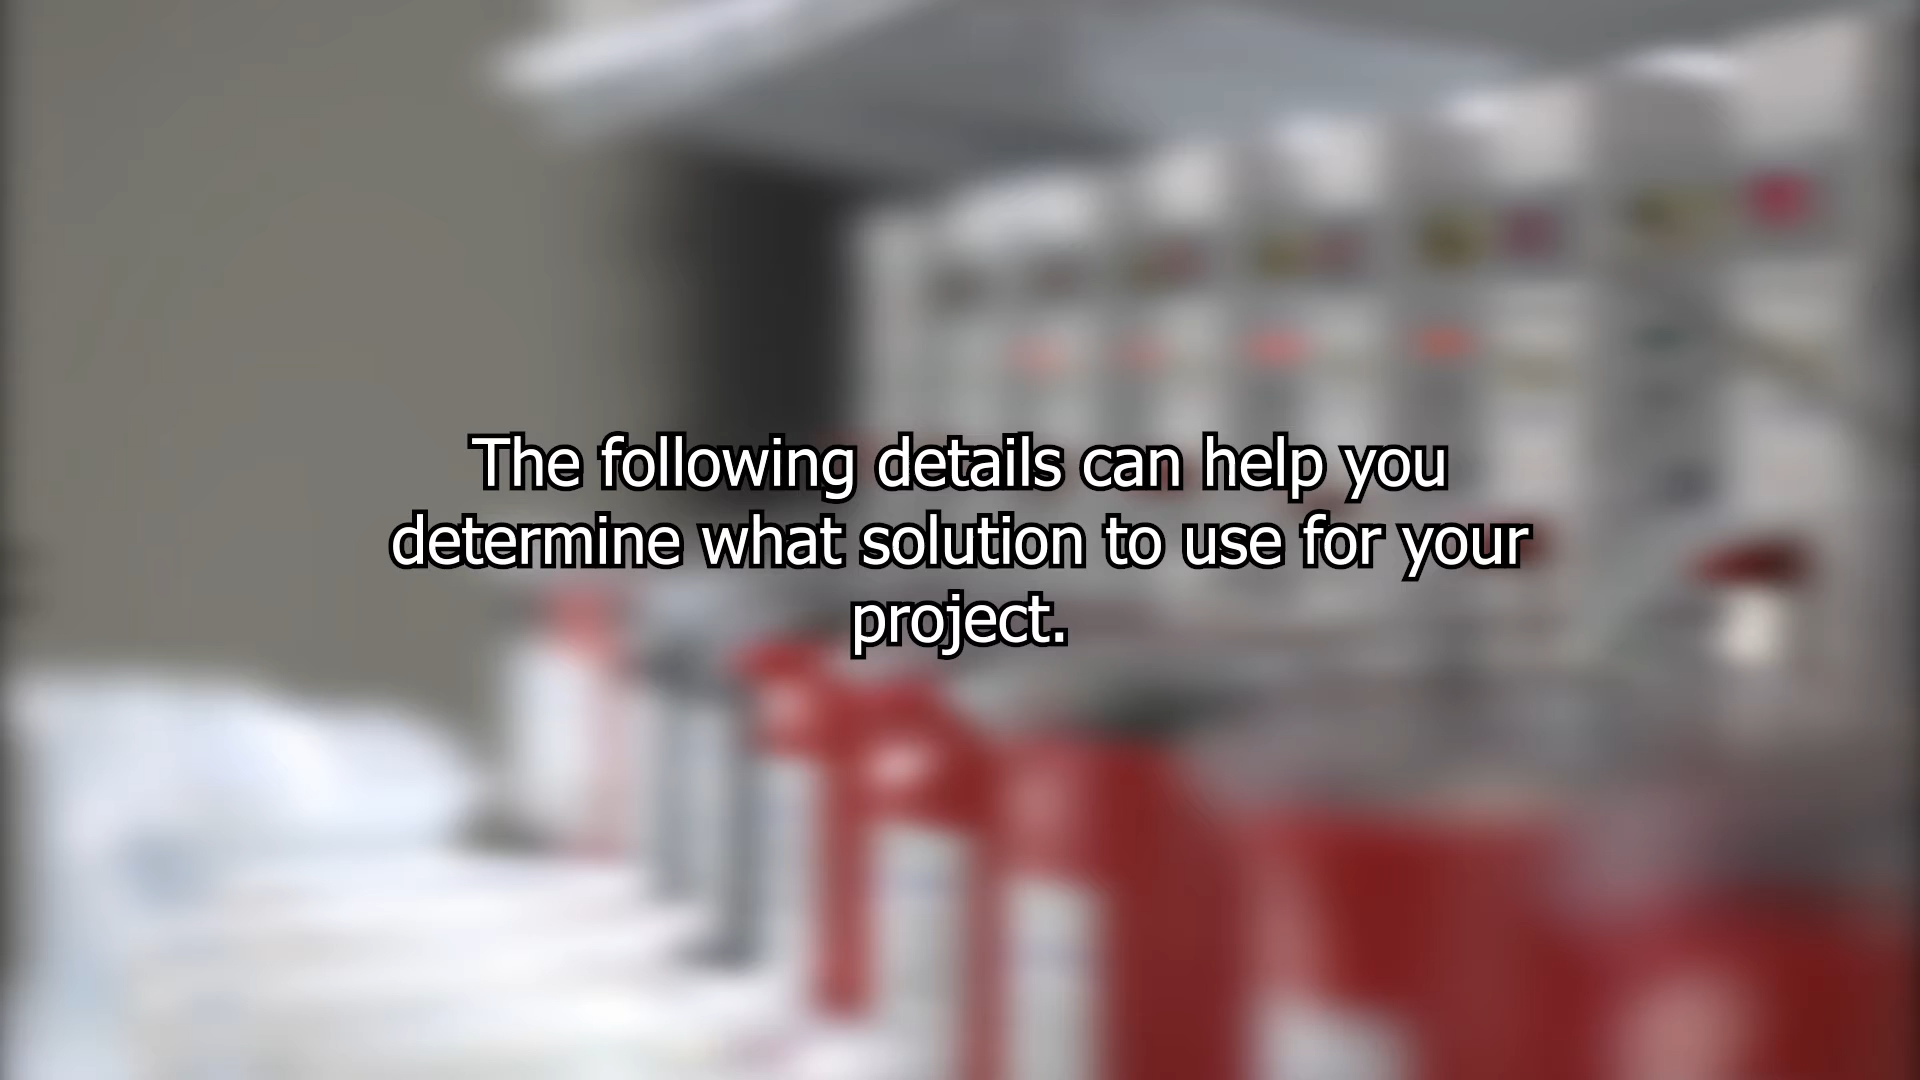 The following details can help you
determine what solution to use for your
project.